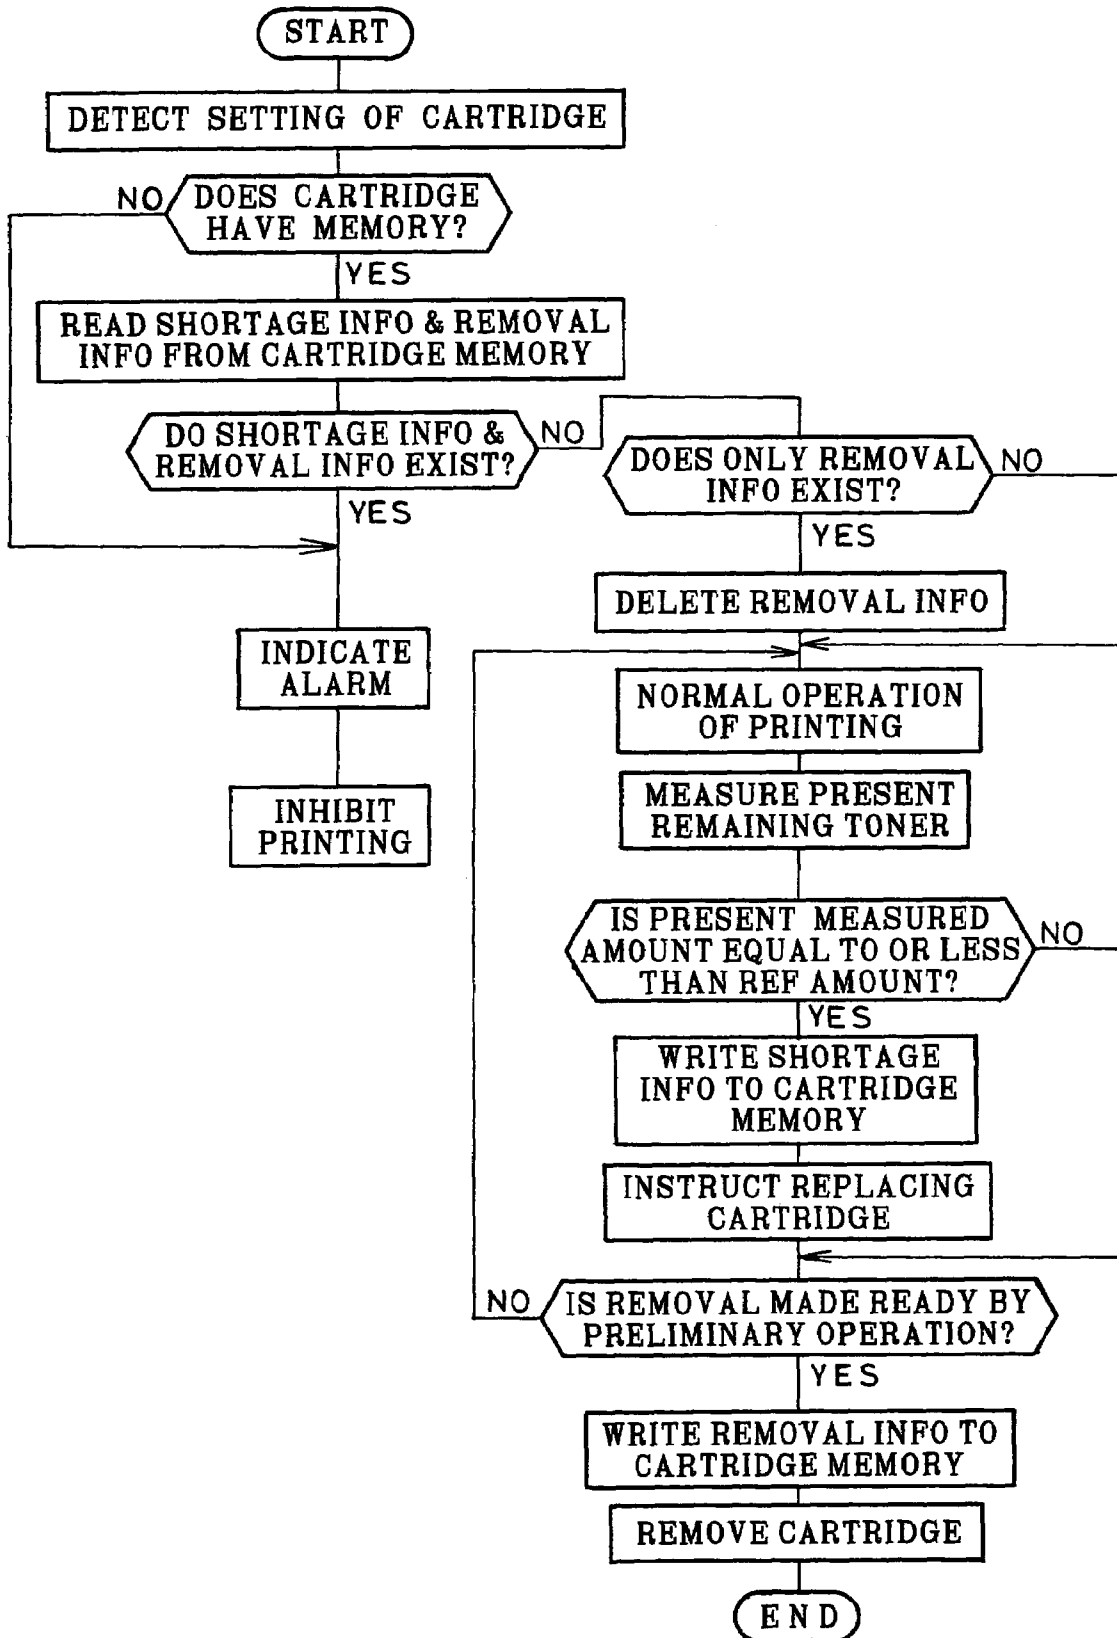 START
DETECT SETTING OF CARTRIDGE
NO
DOES CARTRIDGE
HAVE MEMORY?
YES
READ SHORTAGE INFO & REMOVAL
INFO FROM CARTRIDGE MEMORY
DO SHORTAGE INFO &
REMOVAL INFO EXIST?
NO
YES
INDICATE
ALARM
INHIBIT
PRINTING
DOES ONLY REMOVAL
INFO EXIST?
NO
YES
DELETE REMOVAL INFO
NORMAL OPERATION
OF PRINTING
MEASURE PRESENT
REMAINING TONER
IS PRESENT MEASURED
AMOUNT EQUAL TO OR LESS
THAN REF AMOUNT?
NO
YES
WRITE SHORTAGE
INFO TO CARTRIDGE
MEMORY
INSTRUCT REPLACING
CARTRIDGE
NO
IS REMOVAL MADE READY BY
PRELIMINARY OPERATION?
YES
WRITE REMOVAL INFO TO
CARTRIDGE MEMORY
REMOVE CARTRIDGE
END